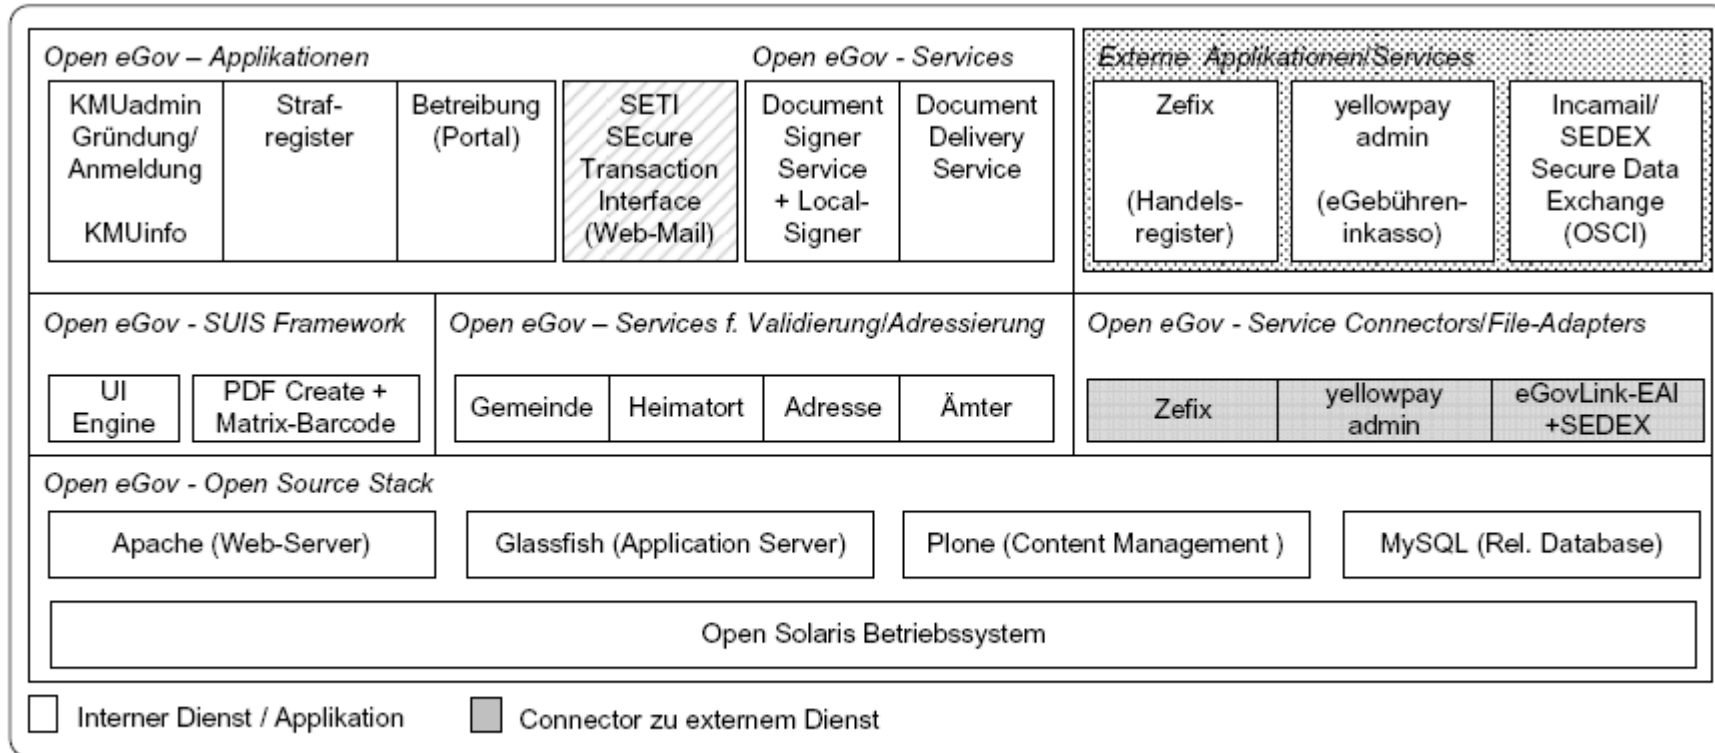 Open eGov – Applikationen
Open eGov - Services
Externe Applikationen/Services
KMUadmin
Gründung/
Anmeldung
KMUinfo
Straf-
register
Betreibung
(Portal)
SETI
SEcure
Transaction
Interface
(Web-Mail)
Document
Signer
Service
+ Local-
Signer
Document
Delivery
Service
Zefix
(Handels-
register)
yellowpay
admin
(eGebühren-
inkasso)
Incamail/
SEDEX
Secure Data
Exchange
(OSCI)
Open eGov - SUIS Framework
UI
Engine
PDF Create +
Matrix-Barcode
Open eGov – Services f. Validierung/Adressierung
Gemeinde
Heimatort
Adresse
Ämter
Open eGov - Service Connectors/File-Adapters
Zefix
yellowpay
admin
eGovLink-EAI
+SEDEX
Open eGov - Open Source Stack
Apache (Web-Server)
Glassfish (Application Server)
Plone (Content Management )
MySQL (Rel. Database)
Open Solaris Betriebssystem
Interner Dienst / Applikation
Connector zu externem Dienst